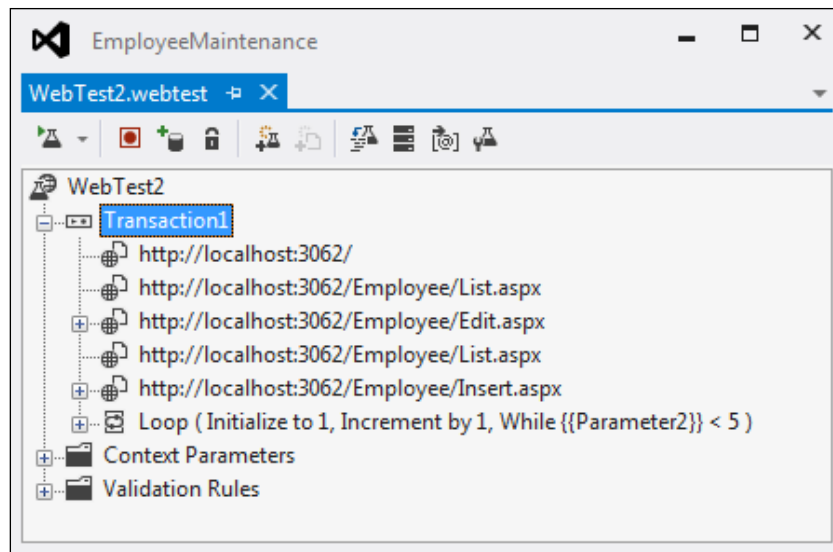 EmployeeMaintenance
WebTest2.webtest
WebTest2
Transaction1
http://localhost:3062/
http://localhost:3062/Employee/List.aspx
http://localhost:3062/Employee/Edit.aspx
http://localhost:3062/Employee/List.aspx
http://localhost:3062/Employee/Insert.aspx
Loop ( Initialize to 1, Increment by 1, While {{Parameter2}} < 5 )
Context Parameters
Validation Rules